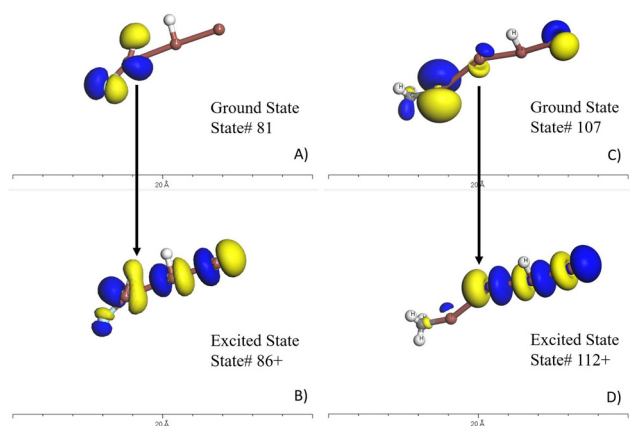 H
Ground State
State# 81
A)
20 Å
H
H
Ground State
State# 107
C)
20 Å
Excited State
State# 86+
B)
20 Å
H
H
H
H
Excited State
State# 112+
D)
20 Å